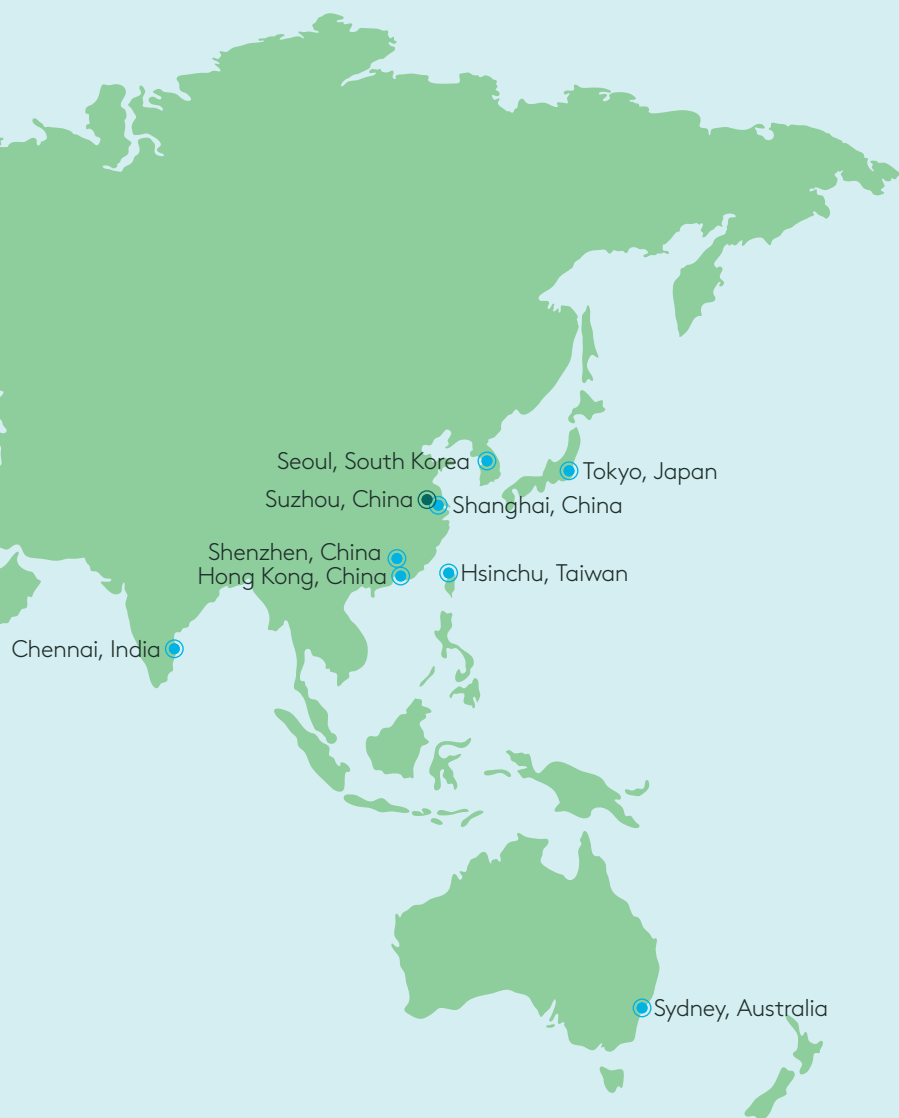 Seoul, South Korea
Tokyo, Japan
Suzhou, China
Shanghai, China
Shenzhen, China
Hong Kong, China
Hsinchu, Taiwan
Chennai, India
Sydney, Australia